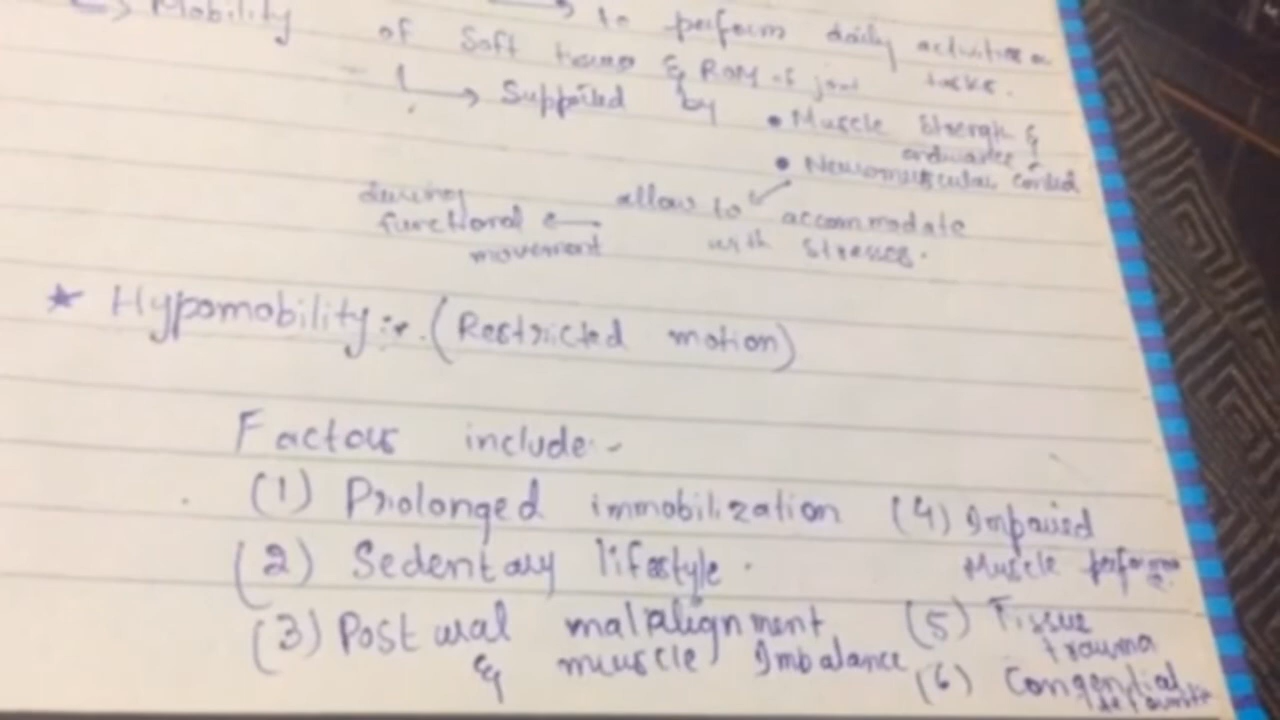 Mobility
to perform daily activities or
of Soft tissues & ROM of joint
tasks.
Supported by
• Muscle Strength &
• Neuromuscular control
allow to accommodate
with stresses.
during
functional
movement
* Hypomobility :- (Restricted motion)
Factors include:-
(1) Prolonged immobilization
(2) Sedentary lifestyle.
(3) Postural malalignment
& muscle Imbalance
(4) Impaired
Muscle
(5) Tissue
trauma
(6) Congenital